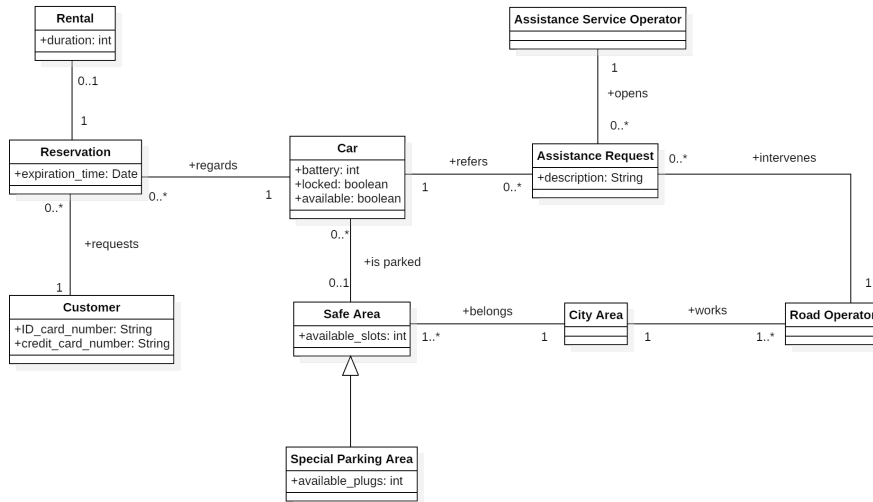 Rental
+duration: int
Assistance Service Operator
0..1
1
1
+opens
0..*
Reservation
+expiration_time: Date
+regards
0..*
1
Car
+battery: int
+locked: boolean
+available: boolean
+refers
1
0..*
Assistance Request
+description: String
0..*
+intervenes
1
0..*
+requests
1
0..*
+is parked
0..1
Customer
+ID_card_number: String
+credit_card_number: String
Safe Area
+available_slots: int
+belongs
1..*
1
City Area
+works
1
1..*
Road Operator
Special Parking Area
+available_plugs: int